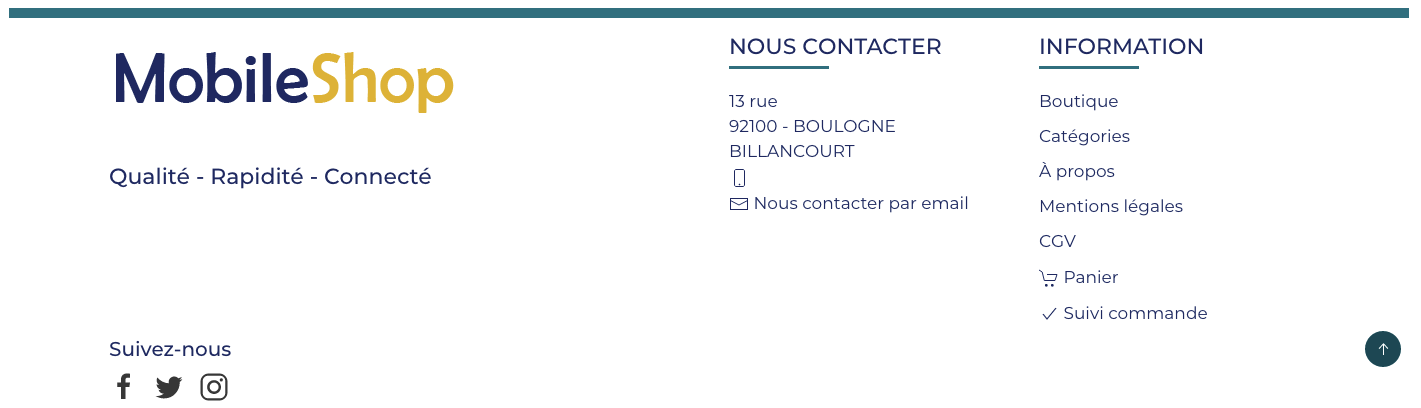 MobileShop
Qualité - Rapidité - Connecté
Suivez-nous
NOUS CONTACTER
13 rue
92100 - BOULOGNE
BILLANCOURT
Nous contacter par email
INFORMATION
Boutique
Catégories
À propos
Mentions légales
CGV
Panier
Suivi commande